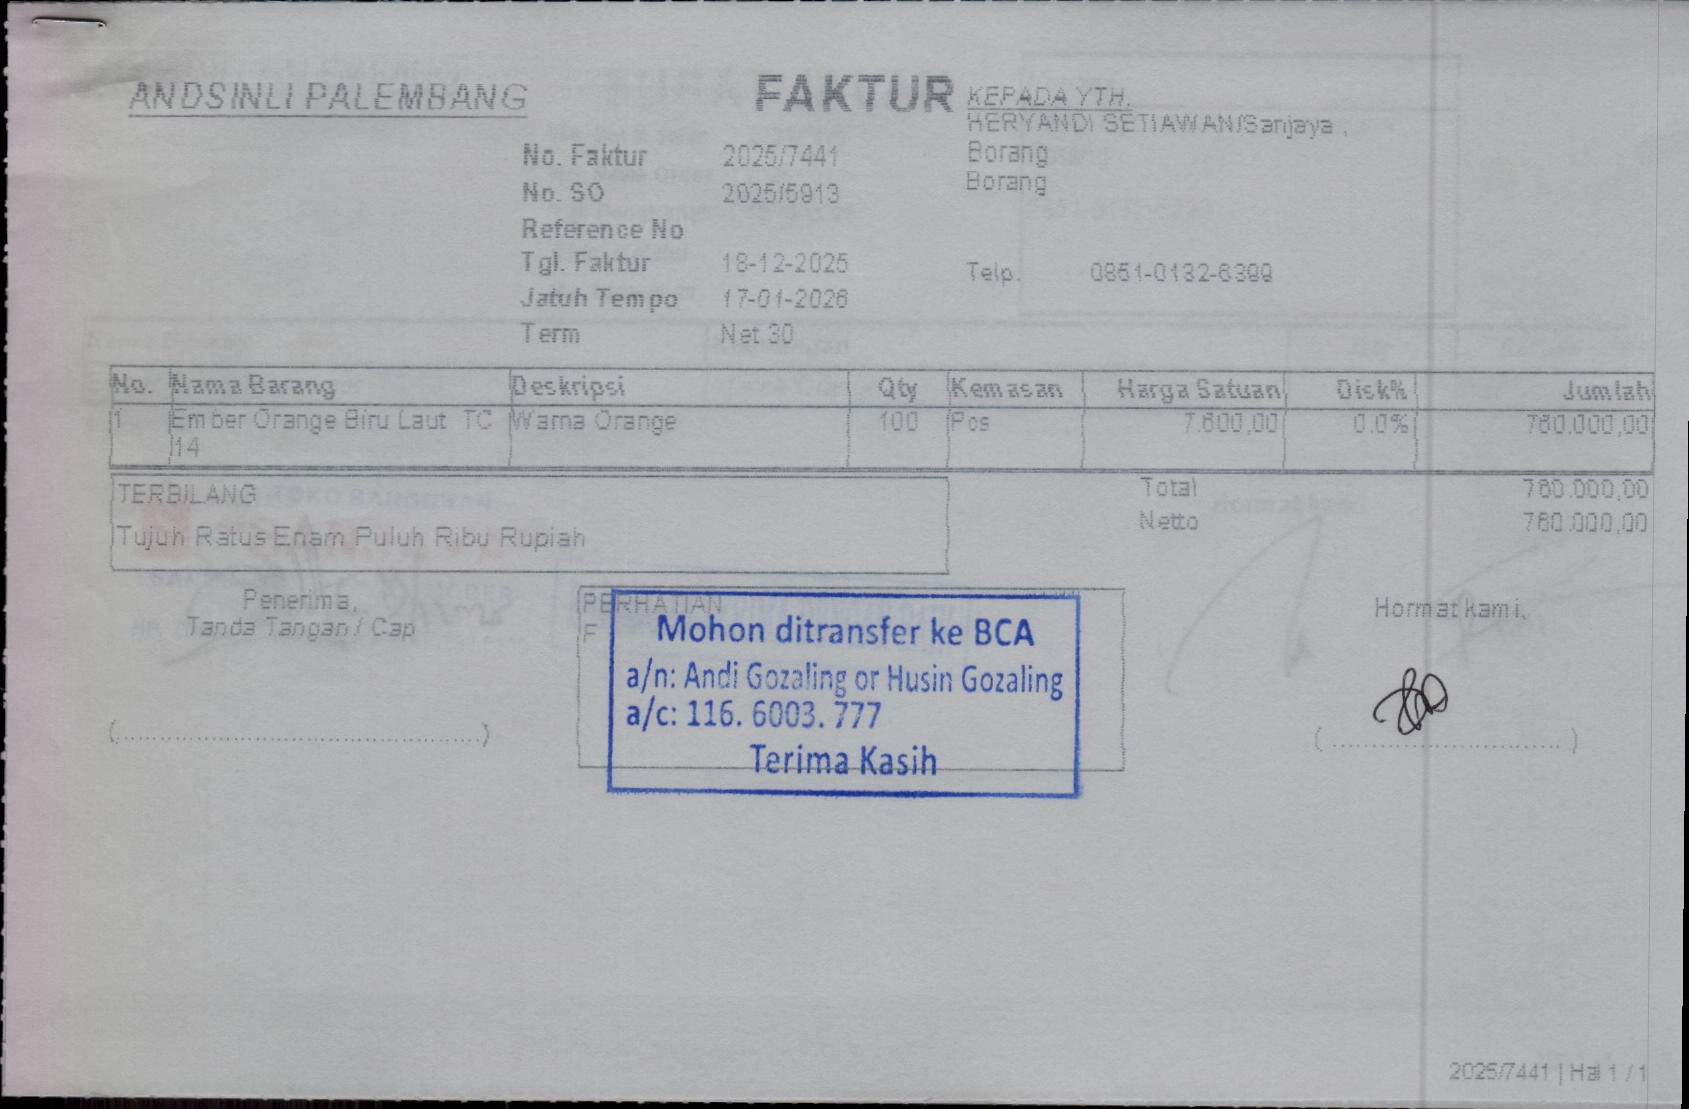 ANDSINLI PALEMBANG
FAKTUR
KEPADA YTH.
HERYANDI SETIAWAN/Sanjaya ,
Borang
Borang
Telp. 0851-0132-6399
No. Faktur 2025/7441
No. SO 2025/5913
Reference No
Tgl. Faktur 18-12-2025
Jatuh Tempo 17-01-2026
Term Net 30
No. Nama Barang Deskripsi Qty Kemasan Harga Satuan Disk% Jumlah
1 Ember Orange Biru Laut TC Warna Orange 100 Pcs 7.600,00 0.0% 760.000,00
14
TERBILANG
Tujuh Ratus Enam Puluh Ribu Rupiah
Total 760.000,00
Netto 760.000,00
Penerima,
Tanda Tangan / Cap
PERHATIAN
Mohon ditransfer ke BCA
a/n: Andi Gozaling or Husin Gozaling
a/c: 116. 6003. 777
Terima Kasih
Hormat kami,
2025/7441 | Hal 1 / 1